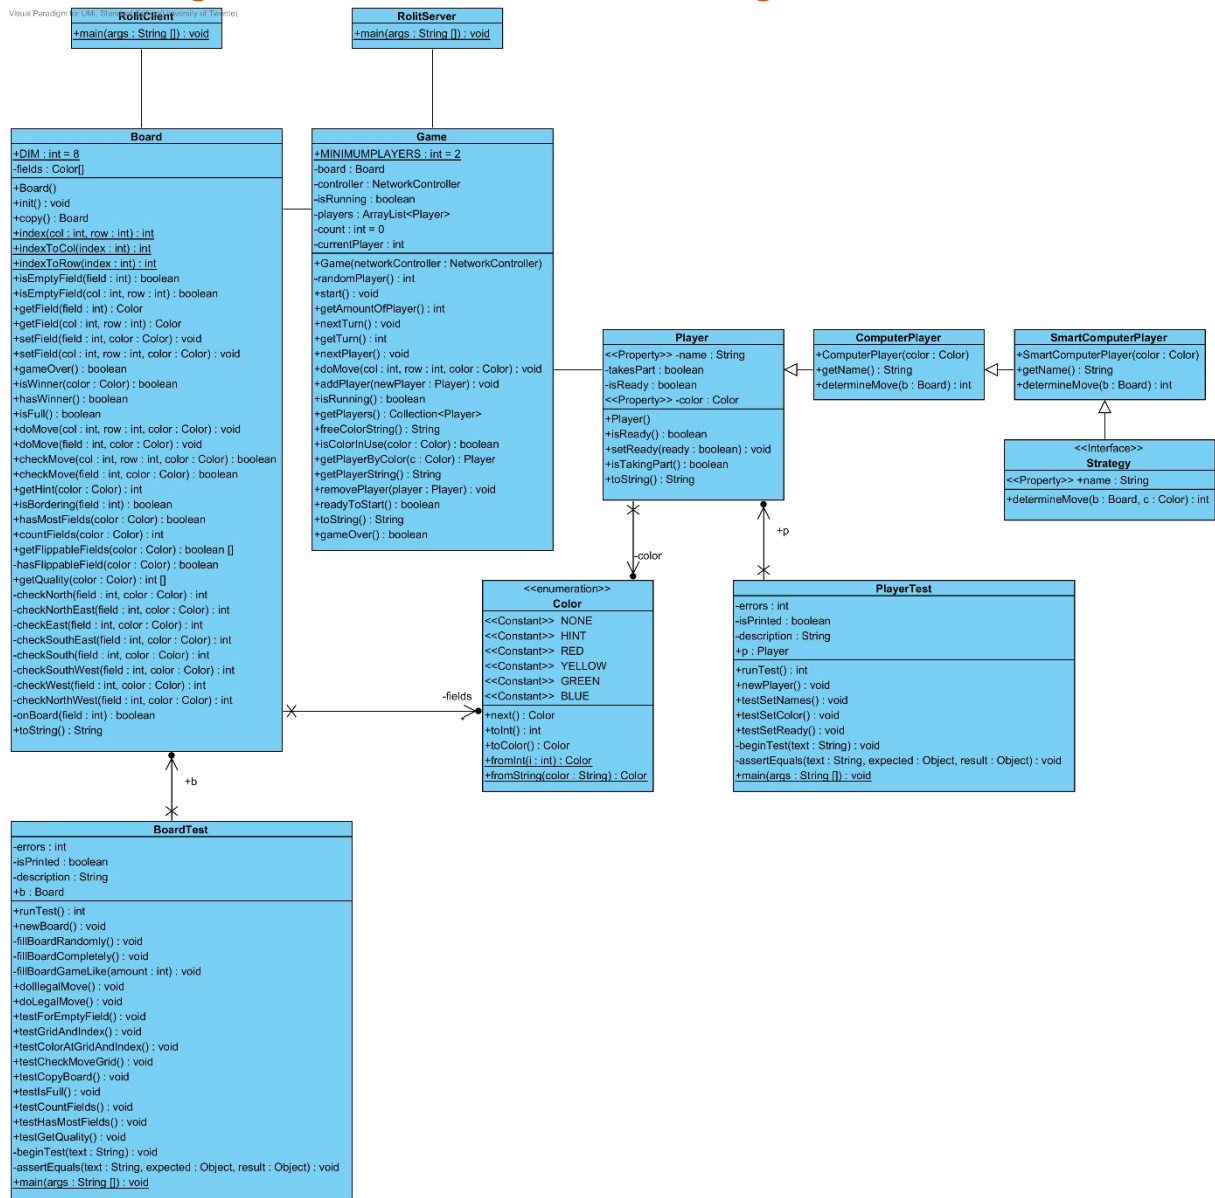 Visual Paradigm for UML Standard Edition(University of Twente)
RolitClient
+main(args : String []) : void
RolitServer
+main(args : String []) : void
Board
+DIM : int = 8
-fields : Color[]
+Board()
+init() : void
+copy() : Board
+index(col : int, row : int) : int
+indexToCol(index : int) : int
+indexToRow(index : int) : int
+isEmptyField(field : int) : boolean
+isEmptyField(col : int, row : int) : boolean
+getField(field : int) : Color
+getField(col : int, row : int) : Color
+setField(field : int, color : Color) : void
+setField(col : int, row : int, color : Color) : void
+gameOver() : boolean
+isWinner(color : Color) : boolean
+hasWinner() : boolean
+isFull() : boolean
+doMove(col : int, row : int, color : Color) : void
+doMove(field : int, color : Color) : void
+checkMove(col : int, row : int, color : Color) : boolean
+checkMove(field : int, color : Color) : boolean
+getHint(color : Color) : int
+isBordering(field : int) : boolean
+hasMostFields(color : Color) : boolean
+countFields(color : Color) : int
+getFlippableFields(color : Color) : boolean []
-hasFlippableField(color : Color) : boolean
+getQuality(color : Color) : int []
-checkNorth(field : int, color : Color) : int
-checkNorthEast(field : int, color : Color) : int
-checkEast(field : int, color : Color) : int
-checkSouthEast(field : int, color : Color) : int
-checkSouth(field : int, color : Color) : int
-checkSouthWest(field : int, color : Color) : int
-checkWest(field : int, color : Color) : int
-checkNorthWest(field : int, color : Color) : int
-onBoard(field : int) : boolean
+toString() : String
Game
+MINIMUMPLAYERS : int = 2
-board : Board
-controller : NetworkController
-isRunning : boolean
-players : ArrayList<Player>
-count : int = 0
-currentPlayer : int
+Game(networkController : NetworkController)
-randomPlayer() : int
+start() : void
+getAmountOfPlayer() : int
+nextTurn() : void
+getTurn() : int
+nextPlayer() : void
+doMove(col : int, row : int, color : Color) : void
+addPlayer(newPlayer : Player) : void
+isRunning() : boolean
+getPlayers() : Collection<Player>
+freeColorString() : String
+isColorInUse(color : Color) : boolean
+getPlayerByColor(c : Color) : Player
+getPlayerString() : String
+removePlayer(player : Player) : void
+readyToStart() : boolean
+toString() : String
+gameOver() : boolean
Player
<<Property>> -name : String
-takesPart : boolean
-isReady : boolean
<<Property>> -color : Color
+Player()
+isReady() : boolean
+setReady(ready : boolean) : void
+isTakingPart() : boolean
+toString() : String
ComputerPlayer
+ComputerPlayer(color : Color)
+getName() : String
+determineMove(b : Board) : int
SmartComputerPlayer
+SmartComputerPlayer(color : Color)
+getName() : String
+determineMove(b : Board) : int
<<Interface>>
Strategy
<<Property>> +name : String
+determineMove(b : Board, c : Color) : int
-color
+p
<<enumeration>>
Color
<<Constant>> NONE
<<Constant>> HINT
<<Constant>> RED
<<Constant>> YELLOW
<<Constant>> GREEN
<<Constant>> BLUE
+next() : Color
+toInt() : int
+toColor() : Color
+fromInt(i : int) : Color
+fromString(color : String) : Color
PlayerTest
-errors : int
-isPrinted : boolean
-description : String
+p : Player
+runTest() : int
+newPlayer() : void
+testSetNames() : void
+testSetColor() : void
+testSetReady() : void
-beginTest(text : String) : void
-assertEquals(text : String, expected : Object, result : Object) : void
+main(args : String []) : void
-fields
+b
BoardTest
-errors : int
-isPrinted : boolean
-description : String
+b : Board
+runTest() : int
+newBoard() : void
-fillBoardRandomly() : void
-fillBoardCompletely() : void
-fillBoardGameLike(amount : int) : void
+doIllegalMove() : void
+doLegalMove() : void
+testForEmptyField() : void
+testGridAndIndex() : void
+testColorAtGridAndIndex() : void
+testCheckMoveGrid() : void
+testCopyBoard() : void
+testIsFull() : void
+testCountFields() : void
+testHasMostFields() : void
+testGetQuality() : void
-beginTest(text : String) : void
-assertEquals(text : String, expected : Object, result : Object) : void
+main(args : String []) : void